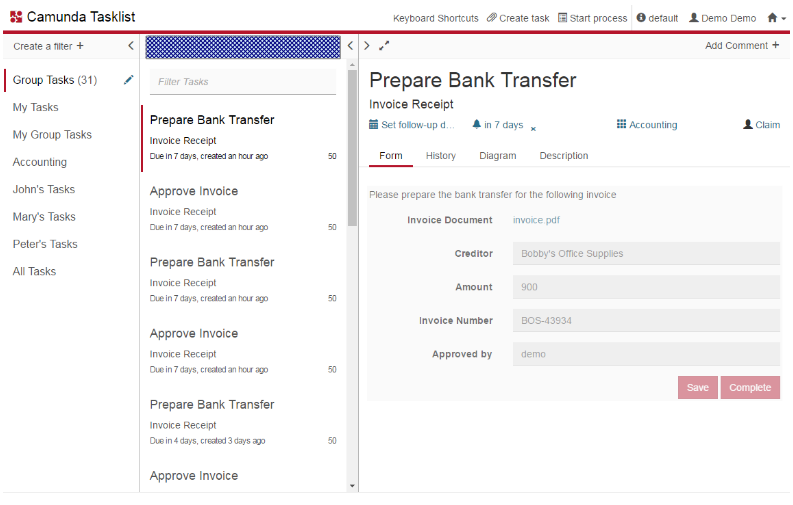 Camunda Tasklist
Keyboard Shortcuts Create task Start process default Demo Demo
Create a filter +
Add Comment +
Group Tasks (31)
My Tasks
My Group Tasks
Accounting
John's Tasks
Mary's Tasks
Peter's Tasks
All Tasks
Filter Tasks
Prepare Bank Transfer
Invoice Receipt
Due in 7 days, created an hour ago 50
Approve Invoice
Invoice Receipt
Due in 7 days, created an hour ago 50
Prepare Bank Transfer
Invoice Receipt
Due in 7 days, created an hour ago 50
Approve Invoice
Invoice Receipt
Due in 7 days, created an hour ago 50
Prepare Bank Transfer
Invoice Receipt
Due in 4 days, created 3 days ago 50
Approve Invoice
Prepare Bank Transfer
Invoice Receipt
Set follow-up d... in 7 days x Accounting Claim
Form History Diagram Description
Please prepare the bank transfer for the following invoice
Invoice Document invoice.pdf
Creditor Bobby's Office Supplies
Amount 900
Invoice Number BOS-43934
Approved by demo
Save Complete